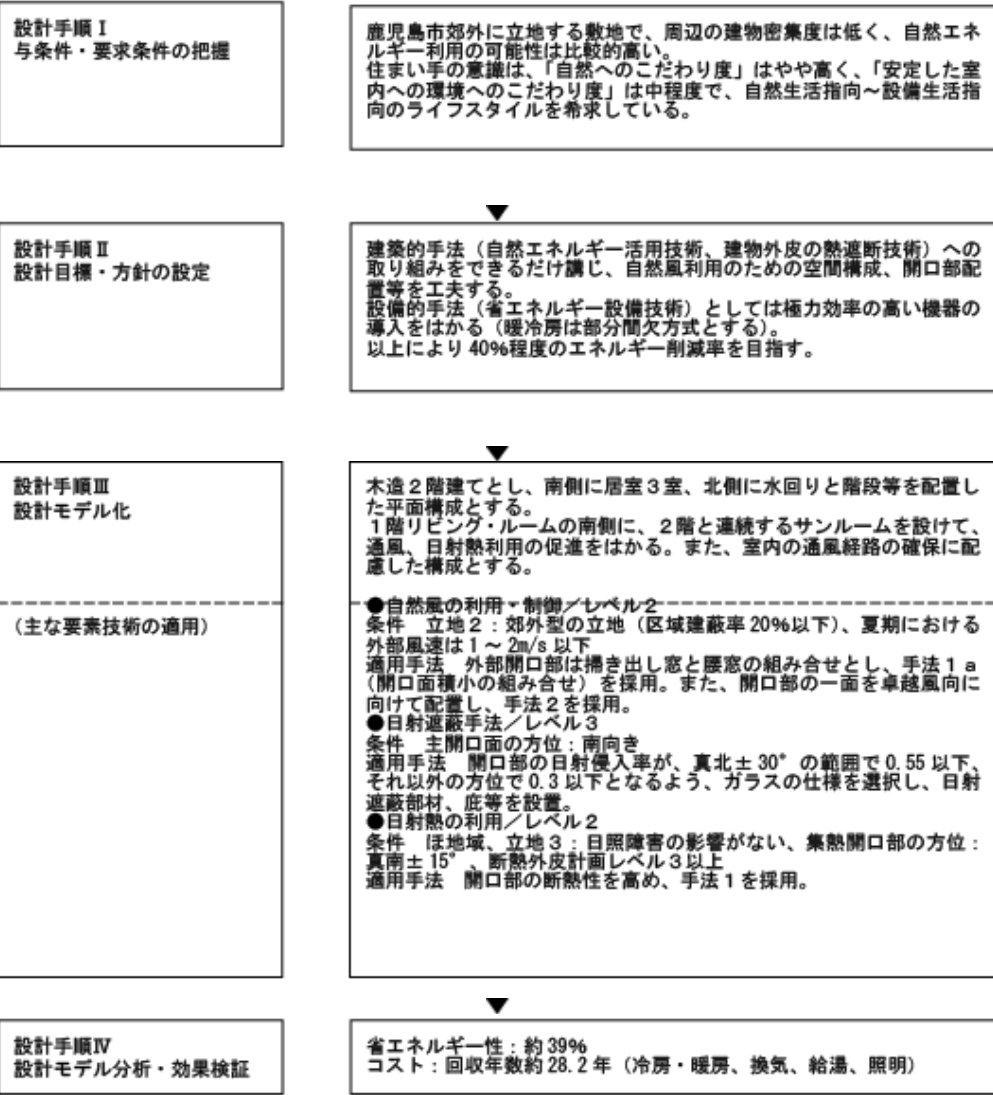 設計手順Ⅰ
与条件・要求条件の把握
鹿児島市郊外に立地する敷地で、周辺の建物密集度は低く、自然エネ
ルギー利用の可能性は比較的高い。
住まい手の意識は、「自然へのこだわり度」はやや高く、「安定した室
内への環境へのこだわり度」は中程度で、自然生活指向～設備生活指
向のライフスタイルを希求している。
▼
設計手順Ⅱ
設計目標・方針の設定
建築的手法（自然エネルギー活用技術、建物外皮の熱遮断技術）への
取り組みをできるだけ講じ、自然風利用のための空間構成、開口部配
置等を工夫する。
設備的手法（省エネルギー設備技術）としては極力効率の高い機器の
導入をはかる（暖冷房は部分間欠方式とする）。
以上により 40%程度のエネルギー削減率を目指す。
▼
設計手順Ⅲ
設計モデル化
木造２階建てとし、南側に居室３室、北側に水回りと階段等を配置し
た平面構成とする。
１階リビング・ルームの南側に、２階と連続するサンルームを設けて、
通風、日射熱利用の促進をはかる。また、室内の通風経路の確保に配
慮した構成とする。
（主な要素技術の適用）
●自然風の利用・制御／レベル２
条件　立地２：郊外型の立地（区域建蔽率 20%以下）、夏期における
外部風速は１～ 2m/s 以下
適用手法　外部開口部は掃き出し窓と腰窓の組み合せとし、手法１ａ
（開口面積小の組み合せ）を採用。また、開口部の一面を卓越風向に
向けて配置し、手法２を採用。
●日射遮蔽手法／レベル３
条件　主開口面の方位：南向き
適用手法　開口部の日射侵入率が、真北± 30°の範囲で 0.55 以下、
それ以外の方位で 0.3 以下となるよう、ガラスの仕様を選択し、日射
遮蔽部材、庇等を設置。
●日射熱の利用／レベル２
条件　ほ地域、立地３：日照障害の影響がない、集熱開口部の方位：
真南± 15°、断熱外皮計画レベル３以上
適用手法　開口部の断熱性を高め、手法１を採用。
▼
設計手順Ⅳ
設計モデル分析・効果検証
省エネルギー性：約 39%
コスト：回収年数約 28.2 年（冷房・暖房、換気、給湯、照明）